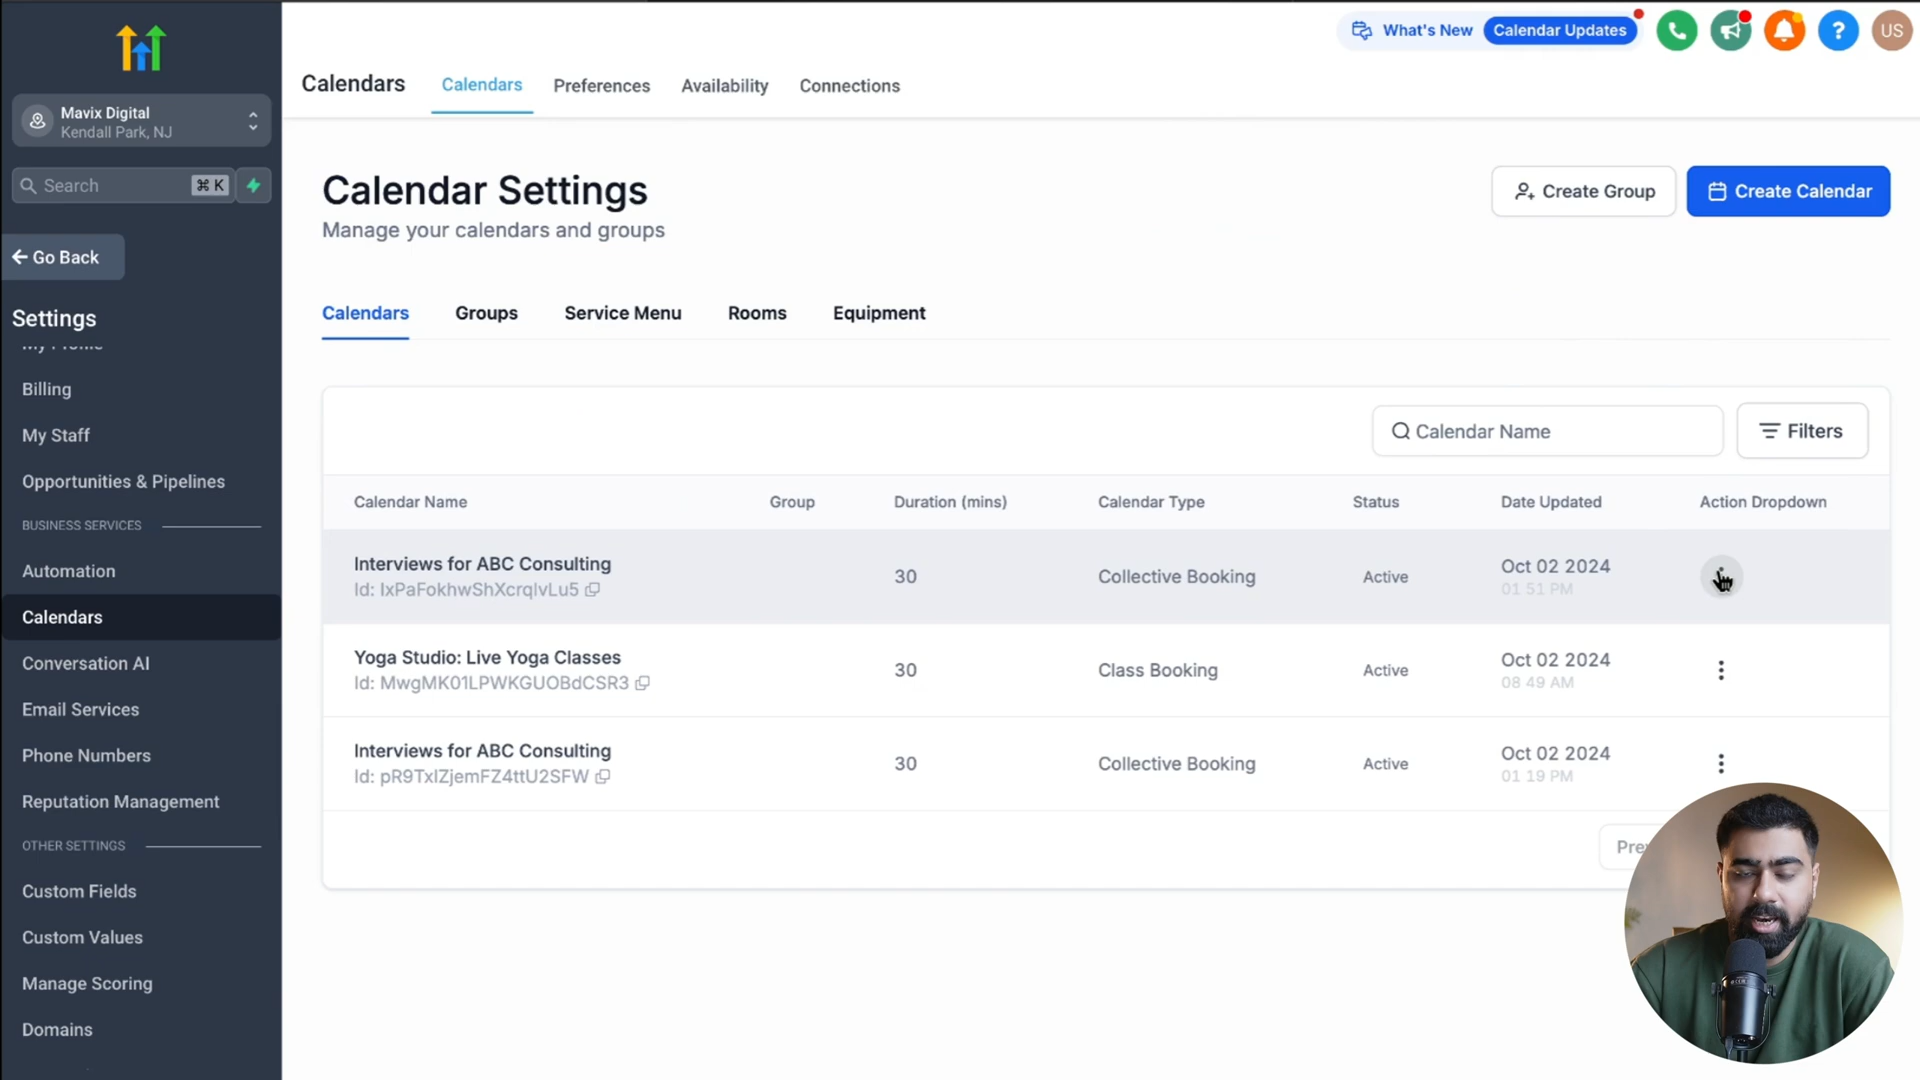 What's New
Calendar Updates
US
Mavix Digital
Kendall Park, NJ
Search
⌘ K
Go Back
Settings
My Profile
Billing
My Staff
Opportunities & Pipelines
BUSINESS SERVICES
Automation
Calendars
Conversation AI
Email Services
Phone Numbers
Reputation Management
OTHER SETTINGS
Custom Fields
Custom Values
Manage Scoring
Domains
Calendars
Calendars Preferences Availability Connections
Calendar Settings
Manage your calendars and groups
Create Group
Create Calendar
Calendars Groups Service Menu Rooms Equipment
Calendar Name
Filters
Calendar Name Group Duration (mins) Calendar Type Status Date Updated Action Dropdown
Interviews for ABC Consulting
Id: IxPaFokhwShXcrqlvLu5
30 Collective Booking Active
Oct 02 2024
01 51 PM
Yoga Studio: Live Yoga Classes
Id: MwgMK01LPWKGUOBdCSR3
30 Class Booking Active
Oct 02 2024
08 49 AM
Interviews for ABC Consulting
Id: pR9TxIZjemFZ4ttU2SFW
30 Collective Booking Active
Oct 02 2024
01 19 PM